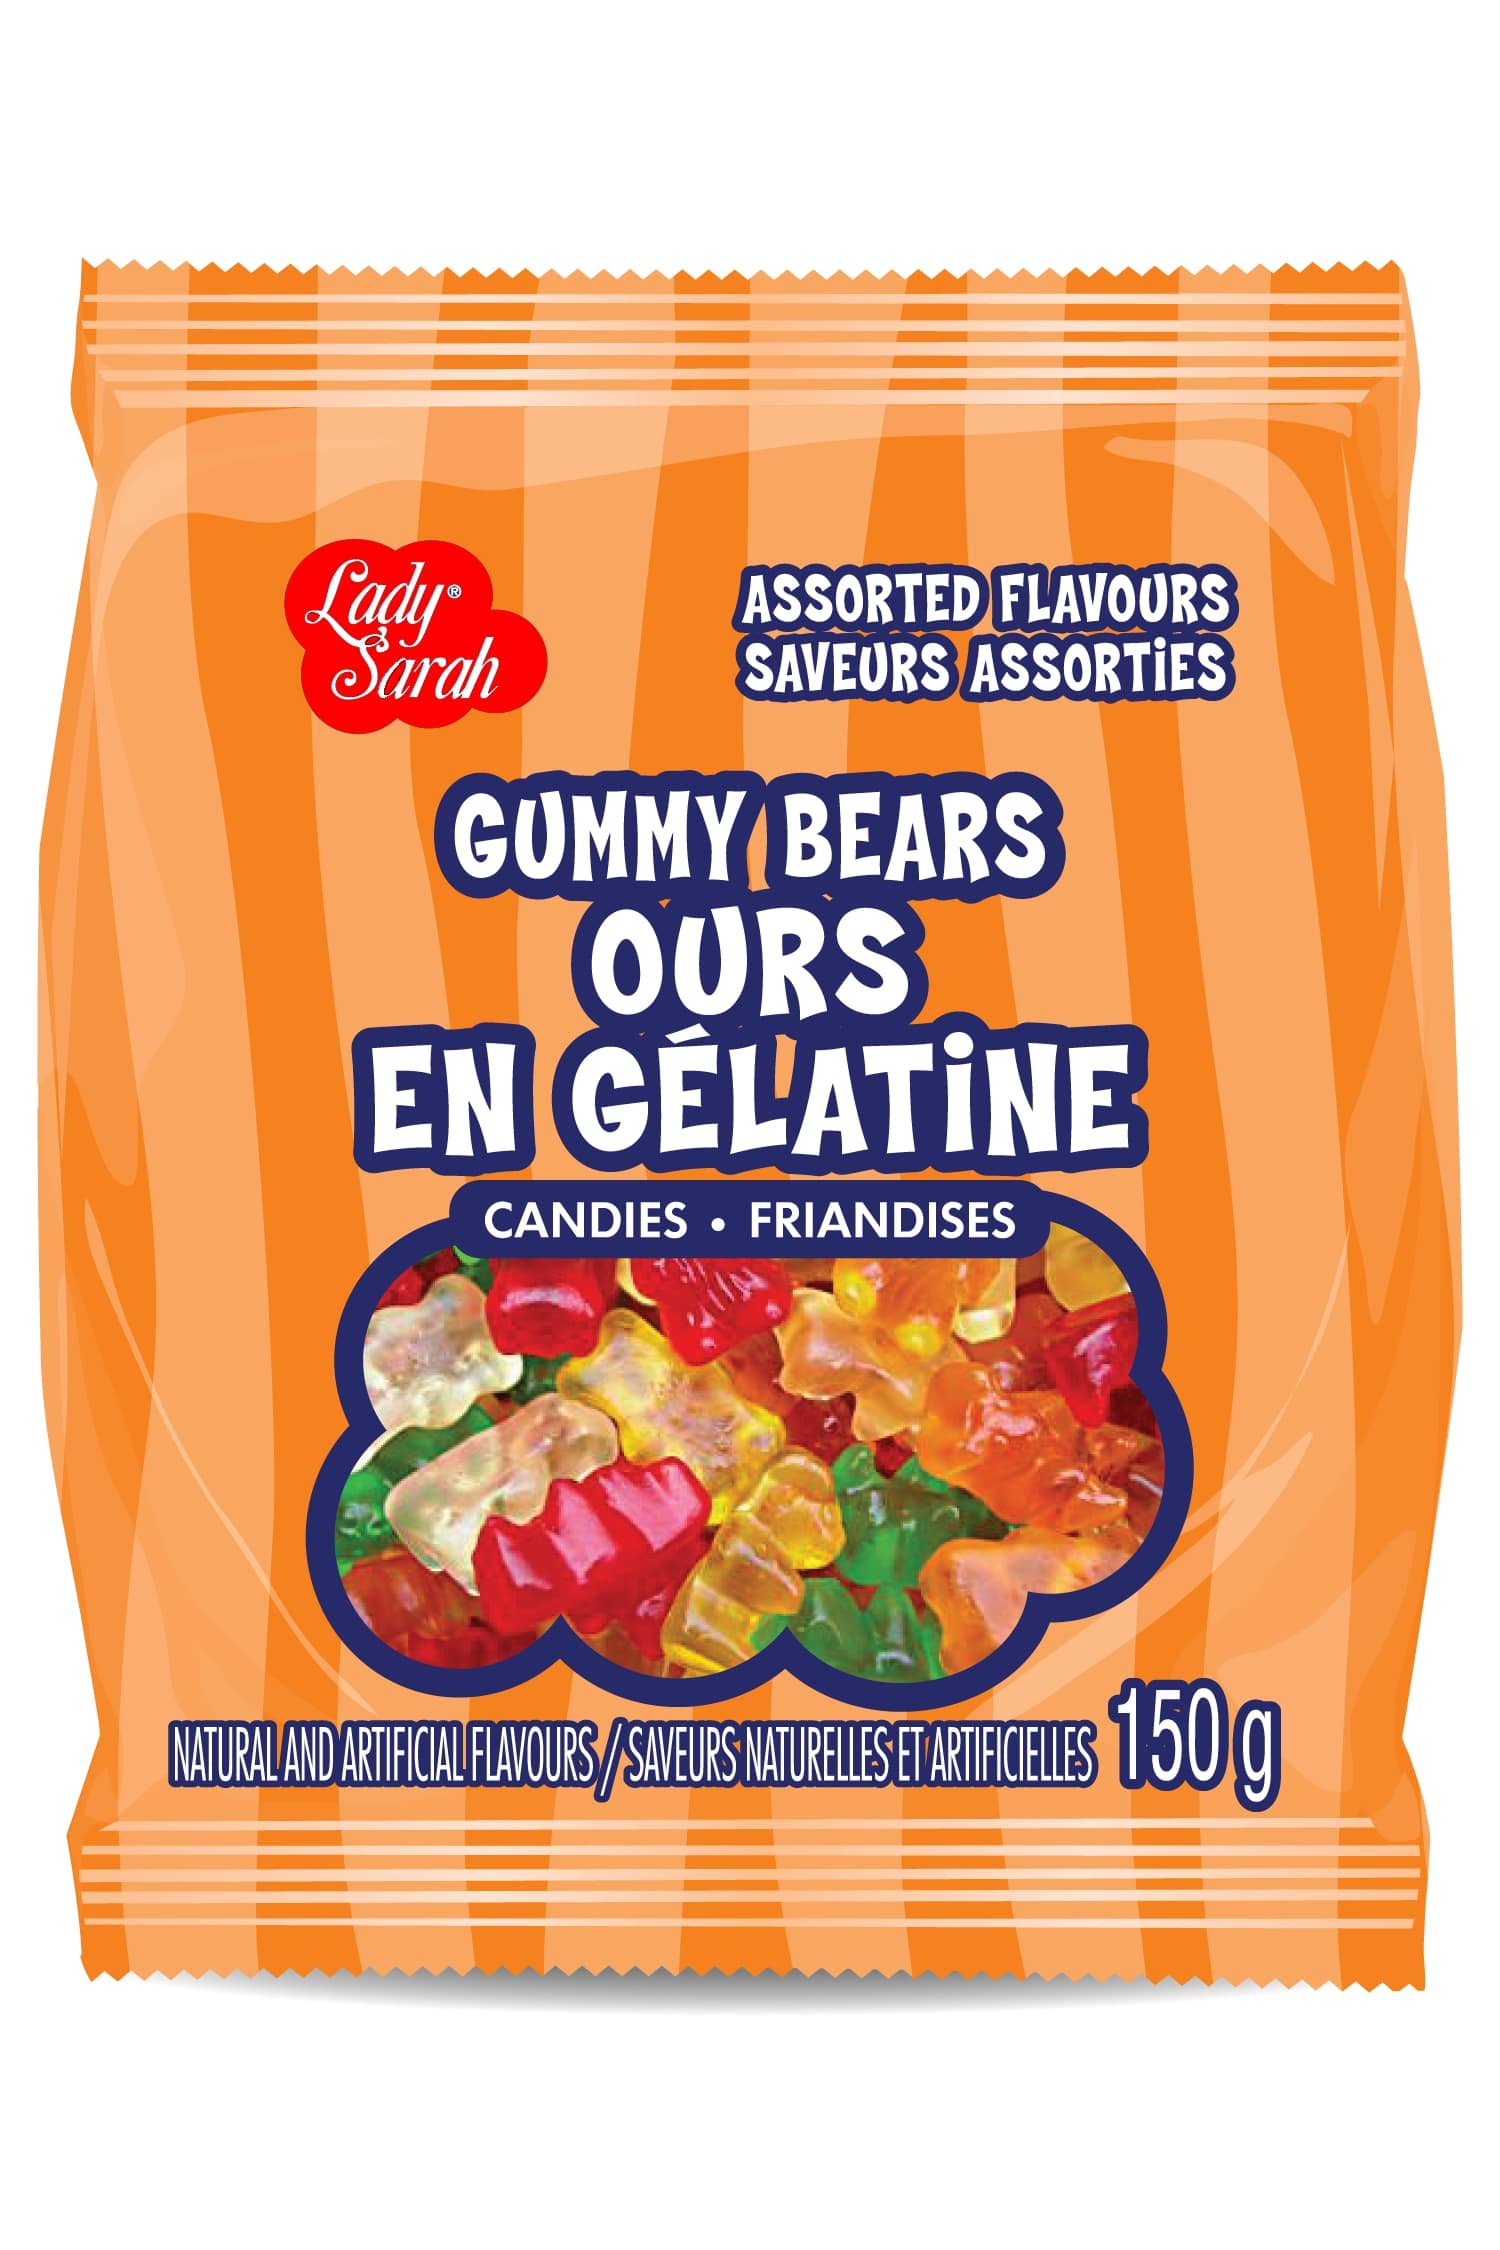 Lady®
Sarah
ASSORTED FLAVOURS
SAVEURS ASSORTiES
GUMMY BEARS
OURS
EN GÉLATiNE
CANDIES • FRIANDISES
NATURAL AND ARTIFICIAL FLAVOURS / SAVEURS NATURELLES ET ARTIFICIELLES 150 g